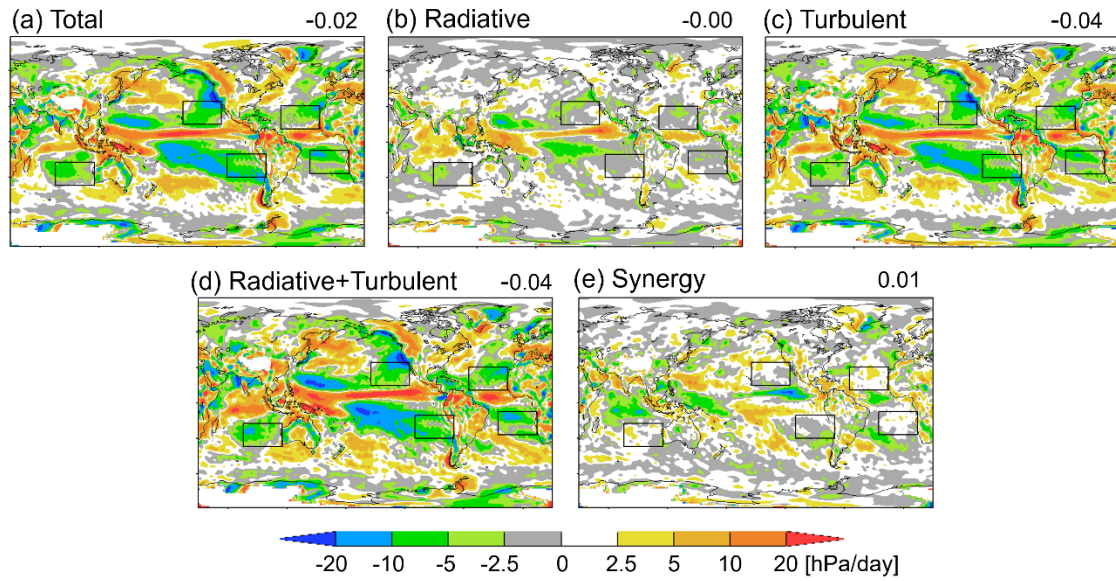 (a) Total -0.02
(b) Radiative -0.00
(c) Turbulent -0.04
(d) Radiative+Turbulent -0.04
(e) Synergy 0.01
-20 -10 -5 -2.5 0 2.5 5 10 20 [hPa/day]